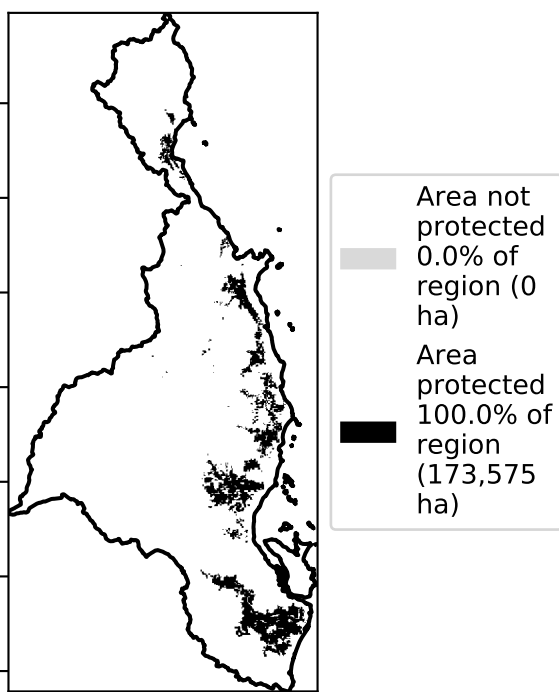 Area not
protected
0.0% of
region (0
ha)
Area
protected
100.0% of
region
(173,575
ha)